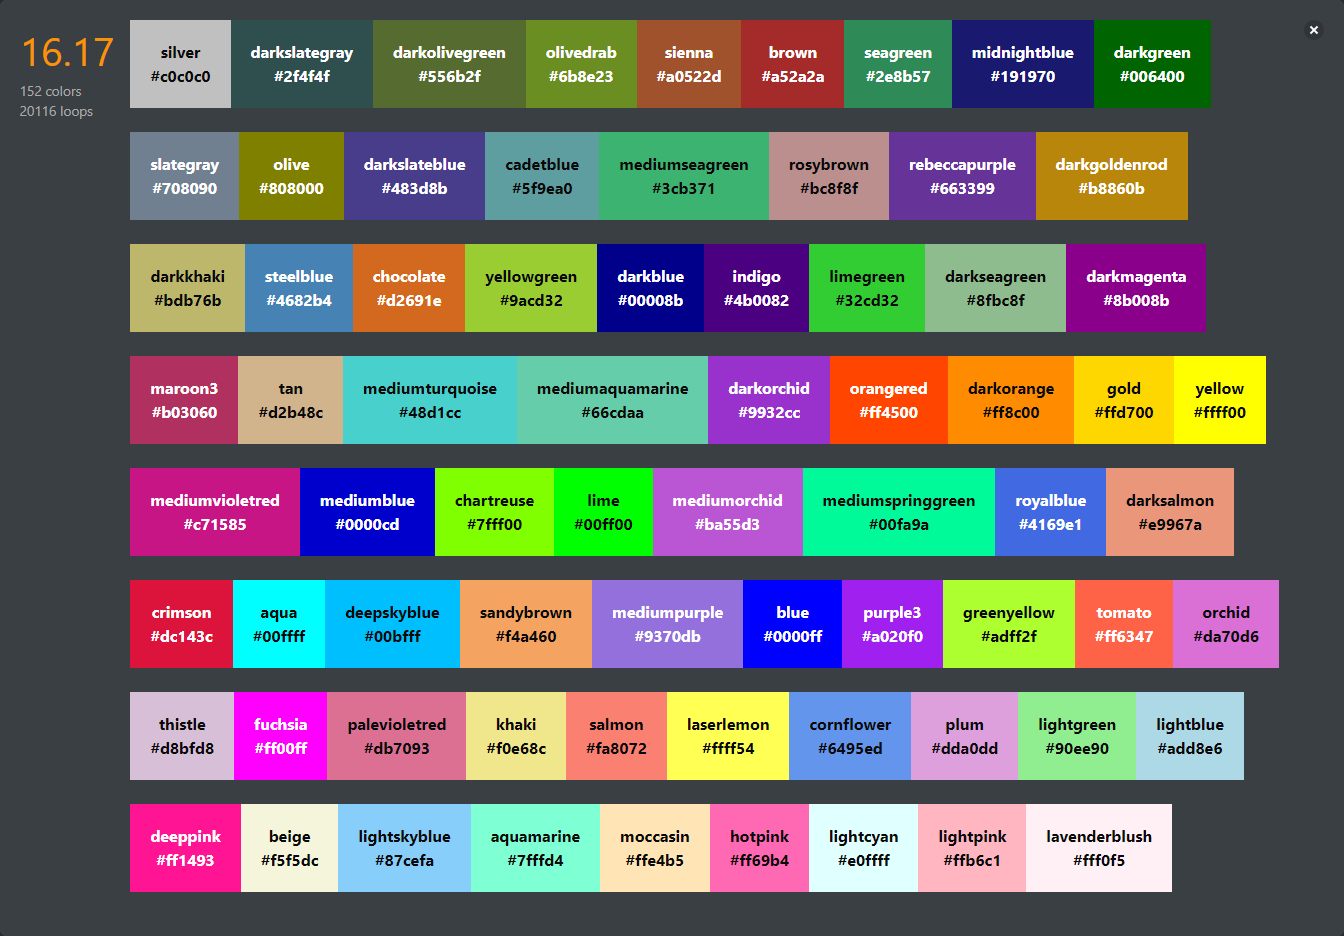 16.17
152 colors
20116 loops
silver darkslategray darkolivegreen olivedrab sienna brown seagreen midnightblue darkgreen
#c0c0c0 #2f4f4f #556b2f #6b8e23 #a0522d #a52a2a #2e8b57 #191970 #006400
slategray olive darkslateblue cadetblue mediumseagreen rosybrown rebeccapurple darkgoldenrod
#708090 #808000 #483d8b #5f9ea0 #3cb371 #bc8f8f #663399 #b8860b
darkkhaki steelblue chocolate yellowgreen darkblue indigo limegreen darkseagreen darkmagenta
#bdb76b #4682b4 #d2691e #9acd32 #00008b #4b0082 #32cd32 #8fbc8f #8b008b
maroon3 tan mediumturquoise mediumaquamarine darkorchid orangered darkorange gold yellow
#b03060 #d2b48c #48d1cc #66cdaa #9932cc #ff4500 #ff8c00 #ffd700 #ffff00
mediumvioletred mediumblue chartreuse lime mediumorchid mediumspringgreen royalblue darksalmon
#c71585 #0000cd #7fff00 #00ff00 #ba55d3 #00fa9a #4169e1 #e9967a
crimson aqua deepskyblue sandybrown mediumpurple blue purple3 greenyellow tomato orchid
#dc143c #00ffff #00bfff #f4a460 #9370db #0000ff #a020f0 #adff2f #ff6347 #da70d6
thistle fuchsia palevioletred khaki salmon laserlemon cornflower plum lightgreen lightblue
#d8bfd8 #ff00ff #db7093 #f0e68c #fa8072 #ffff54 #6495ed #dda0dd #90ee90 #add8e6
deeppink beige lightskyblue aquamarine moccasin hotpink lightcyan lightpink lavenderblush
#ff1493 #f5f5dc #87cefa #7fffd4 #ffe4b5 #ff69b4 #e0ffff #ffb6c1 #fff0f5